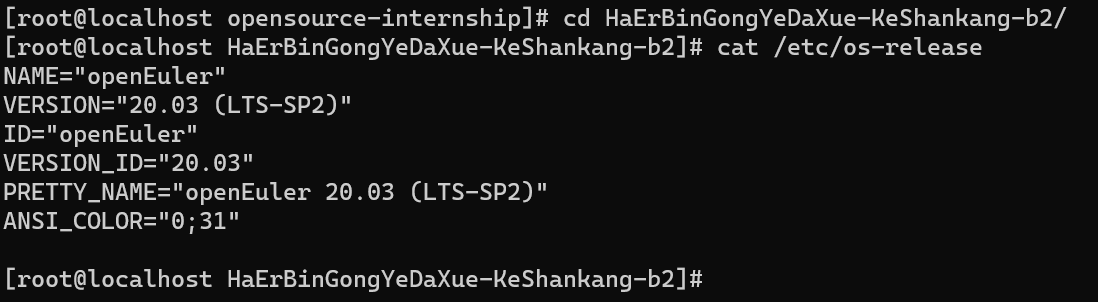 [root@localhost opensource-internship]# cd HaErBinGongYeDaXue-KeShankang-b2/
[root@localhost HaErBinGongYeDaXue-KeShankang-b2]# cat /etc/os-release
NAME="openEuler"
VERSION="20.03 (LTS-SP2)"
ID="openEuler"
VERSION_ID="20.03"
PRETTY_NAME="openEuler 20.03 (LTS-SP2)"
ANSI_COLOR="0;31"
[root@localhost HaErBinGongYeDaXue-KeShankang-b2]#